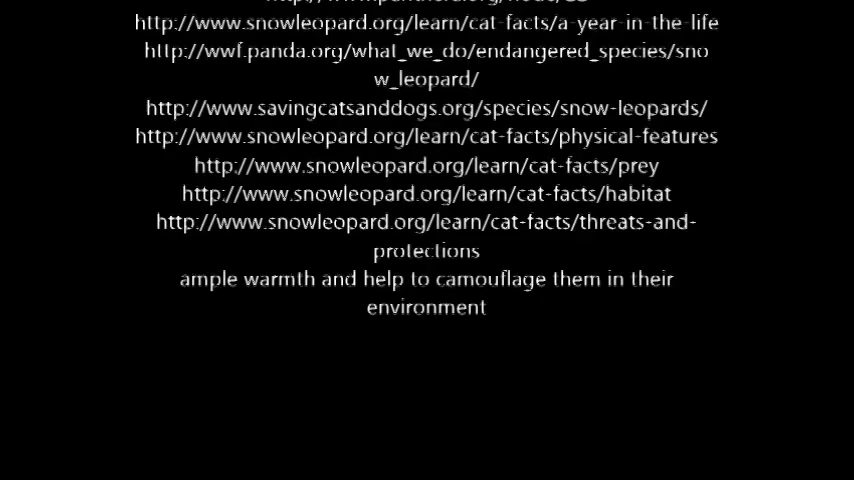 http://www.snowleopard.org/learn/cat-facts/a-year-in-the-life
http://wwf.panda.org/what_we_do/endangered_species/sno
w_leopard/
http://www.savingcatsanddogs.org/species/snow-leopards/
http://www.snowleopard.org/learn/cat-facts/physical-features
http://www.snowleopard.org/learn/cat-facts/prey
http://www.snowleopard.org/learn/cat-facts/habitat
http://www.snowleopard.org/learn/cat-facts/threats-and-
protections
ample warmth and help to camouflage them in their
environment